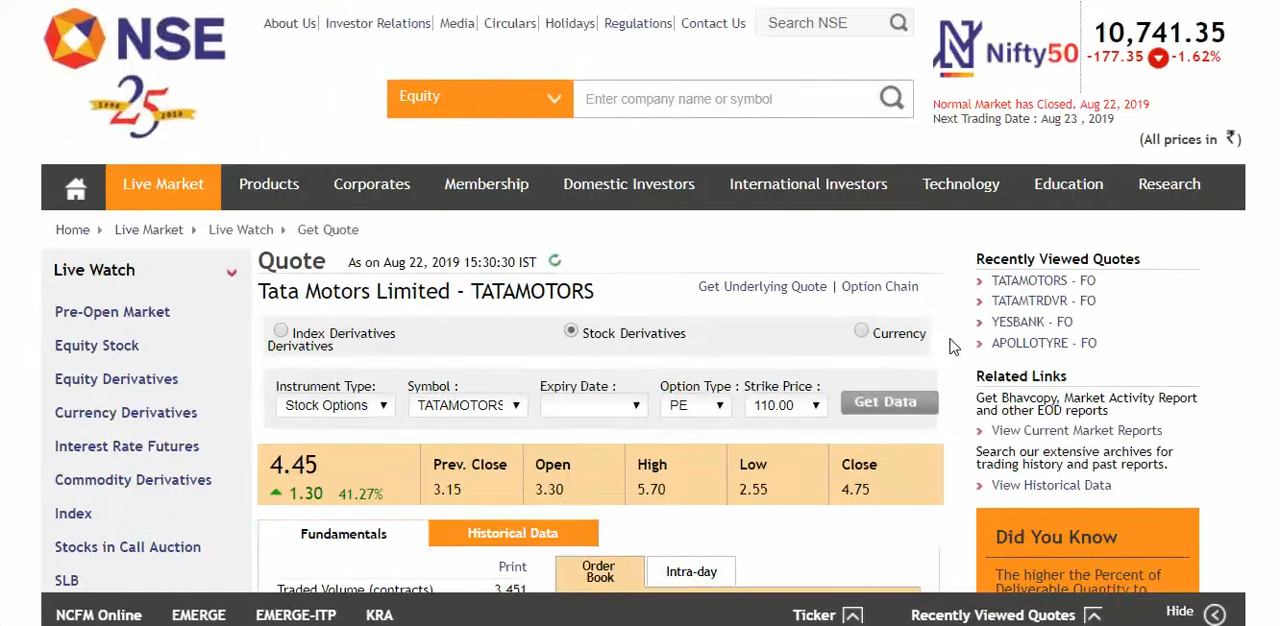 NSE
1994 25 2019
About Us| Investor Relations| Media| Circulars| Holidays| Regulations| Contact Us
Search NSE
Equity
Enter company name or symbol
Nifty50
10,741.35
-177.35 -1.62%
Normal Market has Closed. Aug 22, 2019
Next Trading Date : Aug 23 , 2019
(All prices in ₹)
Live Market Products Corporates Membership Domestic Investors International Investors Technology Education Research
Home Live Market Live Watch Get Quote
Live Watch
Pre-Open Market
Equity Stock
Equity Derivatives
Currency Derivatives
Interest Rate Futures
Commodity Derivatives
Index
Stocks in Call Auction
SLB
Quote As on Aug 22, 2019 15:30:30 IST
Tata Motors Limited - TATAMOTORS
Get Underlying Quote | Option Chain
Index Derivatives Stock Derivatives Currency
Derivatives
Instrument Type: Symbol : Expiry Date : Option Type : Strike Price :
Stock Options TATAMOTORS PE 110.00 Get Data
4.45 Prev. Close Open High Low Close
1.30 41.27% 3.15 3.30 5.70 2.55 4.75
Fundamentals Historical Data
Print
Order
Book
Intra-day
Traded Volume (contracts) 3,451
Recently Viewed Quotes
TATAMOTORS - FO
TATAMTRDVR - FO
YESBANK - FO
APOLLOTYRE - FO
Related Links
Get Bhavcopy, Market Activity Report
and other EOD reports
View Current Market Reports
Search our extensive archives for
trading history and past reports.
View Historical Data
Did You Know
The higher the Percent of
Deliverable Quantity to
NCFM Online EMERGE EMERGE-ITP KRA Ticker Recently Viewed Quotes Hide